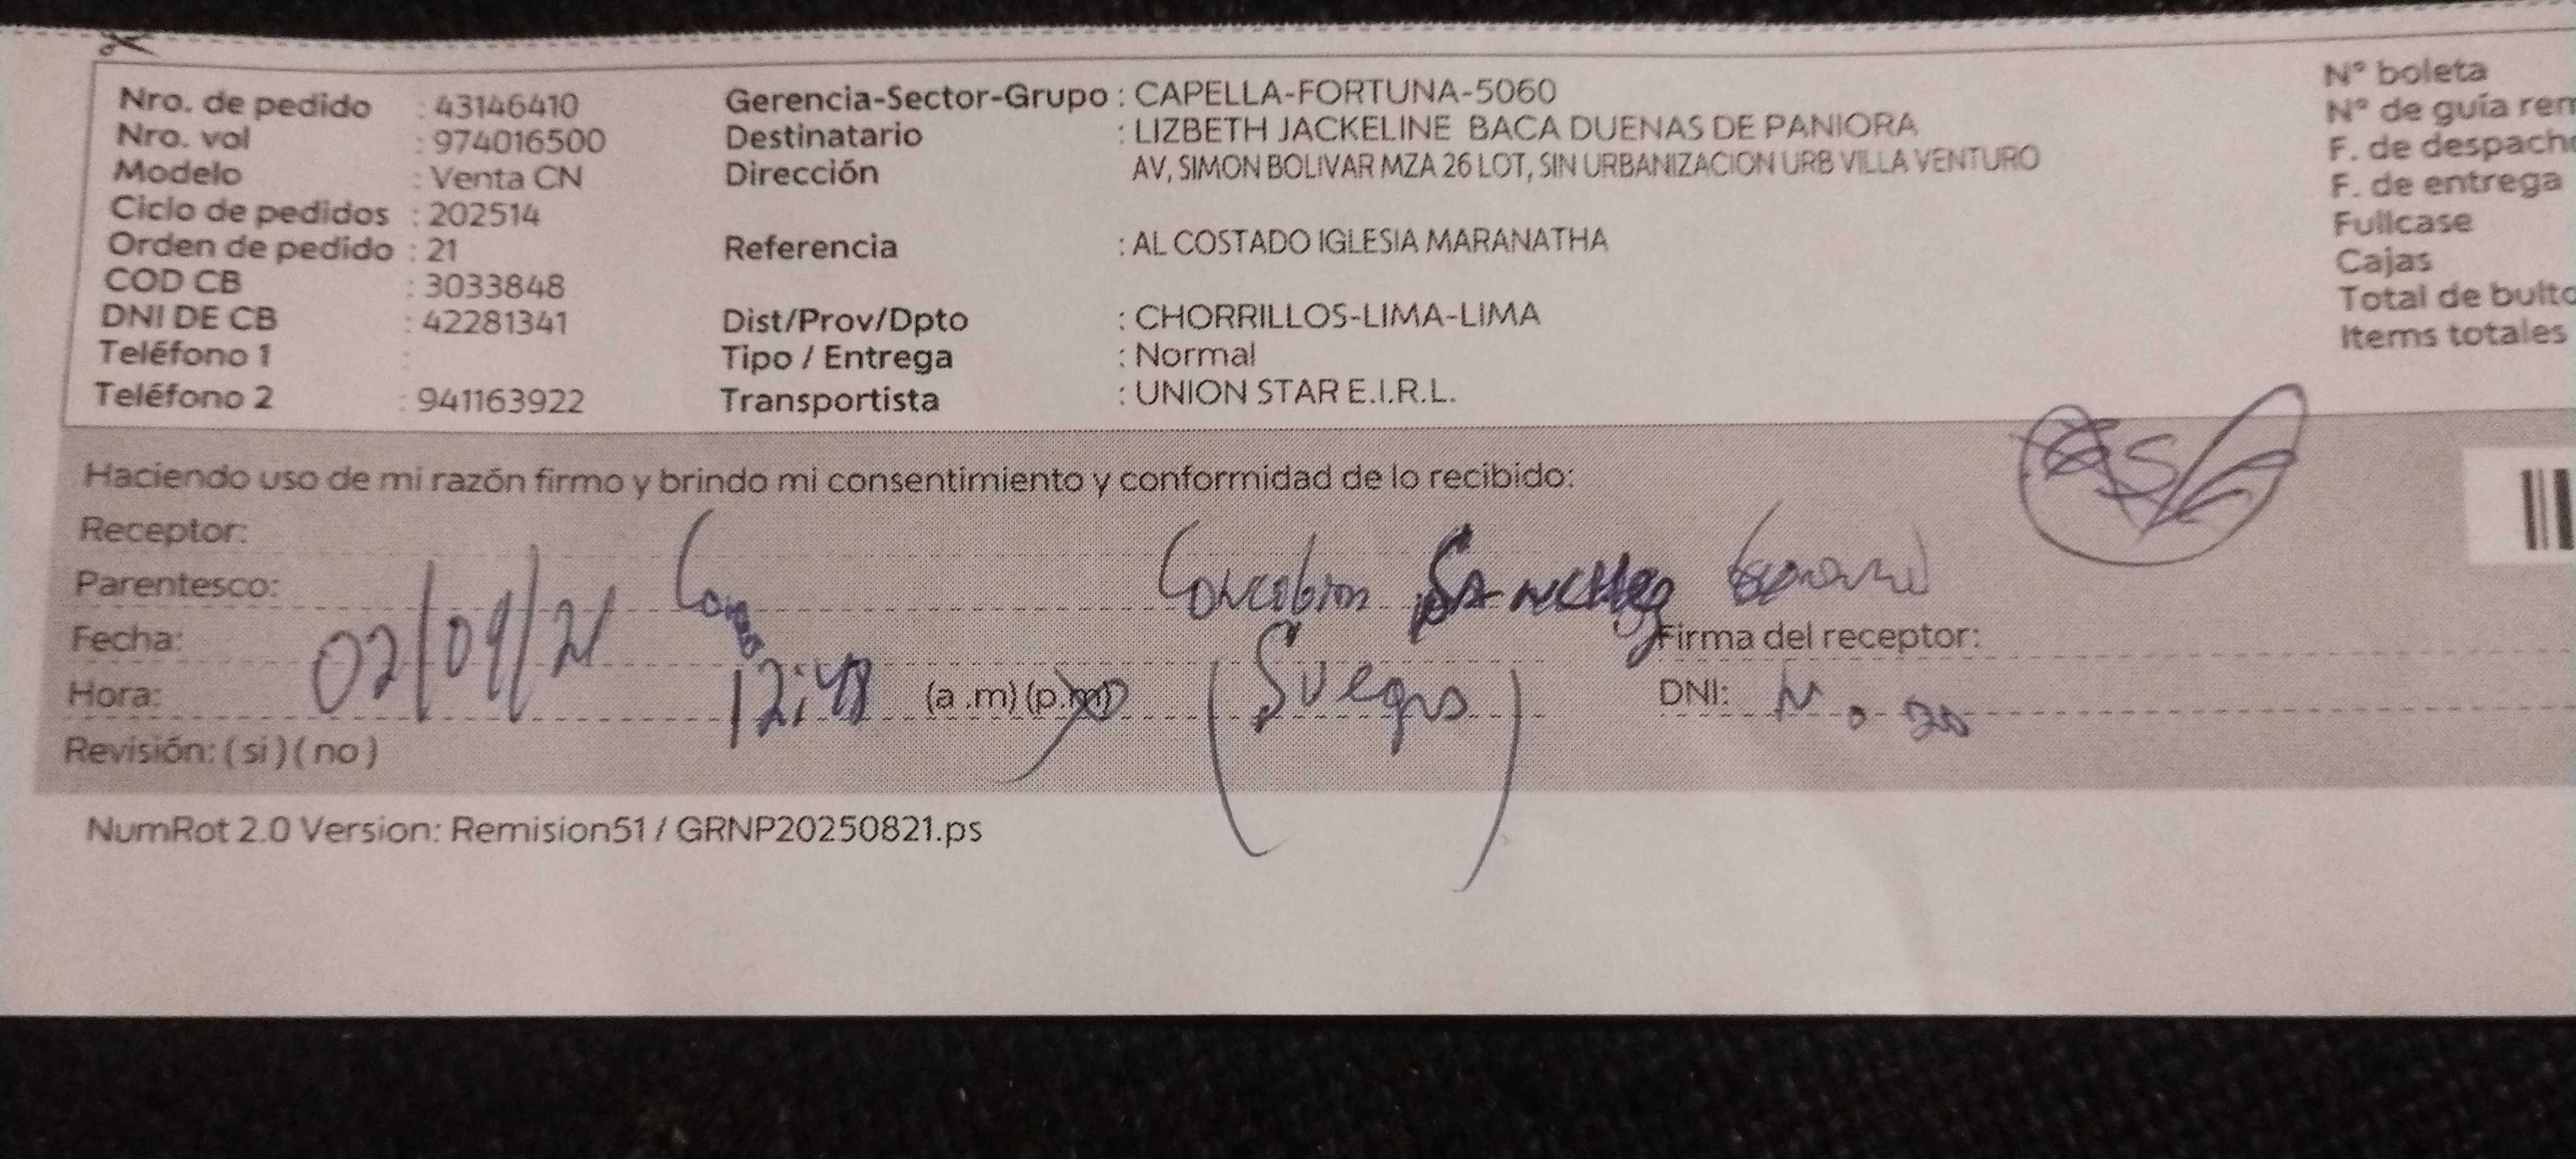 Nro. de pedido : 43146410 Gerencia-Sector-Grupo : CAPELLA-FORTUNA-5060 N° boleta
Nro. vol : 974016500 Destinatario : LIZBETH JACKELINE BACA DUENAS DE PANIORA N° de guía rem
Modelo : Venta CN Dirección AV, SIMON BOLIVAR MZA 26 LOT, SIN URBANIZACION URB VILLA VENTURO F. de despacho
Ciclo de pedidos : 202514 F. de entrega
Orden de pedido : 21 Referencia : AL COSTADO IGLESIA MARANATHA Fullcase
COD CB : 3033848 Cajas
DNI DE CB : 42281341 Dist/Prov/Dpto : CHORRILLOS-LIMA-LIMA Total de bulto
Teléfono 1 : Tipo / Entrega : Normal Items totales
Teléfono 2 : 941163922 Transportista : UNION STAR E.I.R.L.
Haciendo uso de mi razón firmo y brindo mi consentimiento y conformidad de lo recibido:
Receptor:
Parentesco: SANCHEZ
Fecha: 02/09/21 Firma del receptor:
Hora: 12:48 (a .m) (p.m) (Suegra) DNI:
Revisión: ( si ) ( no )
NumRot 2.0 Version: Remision51 / GRNP20250821.ps